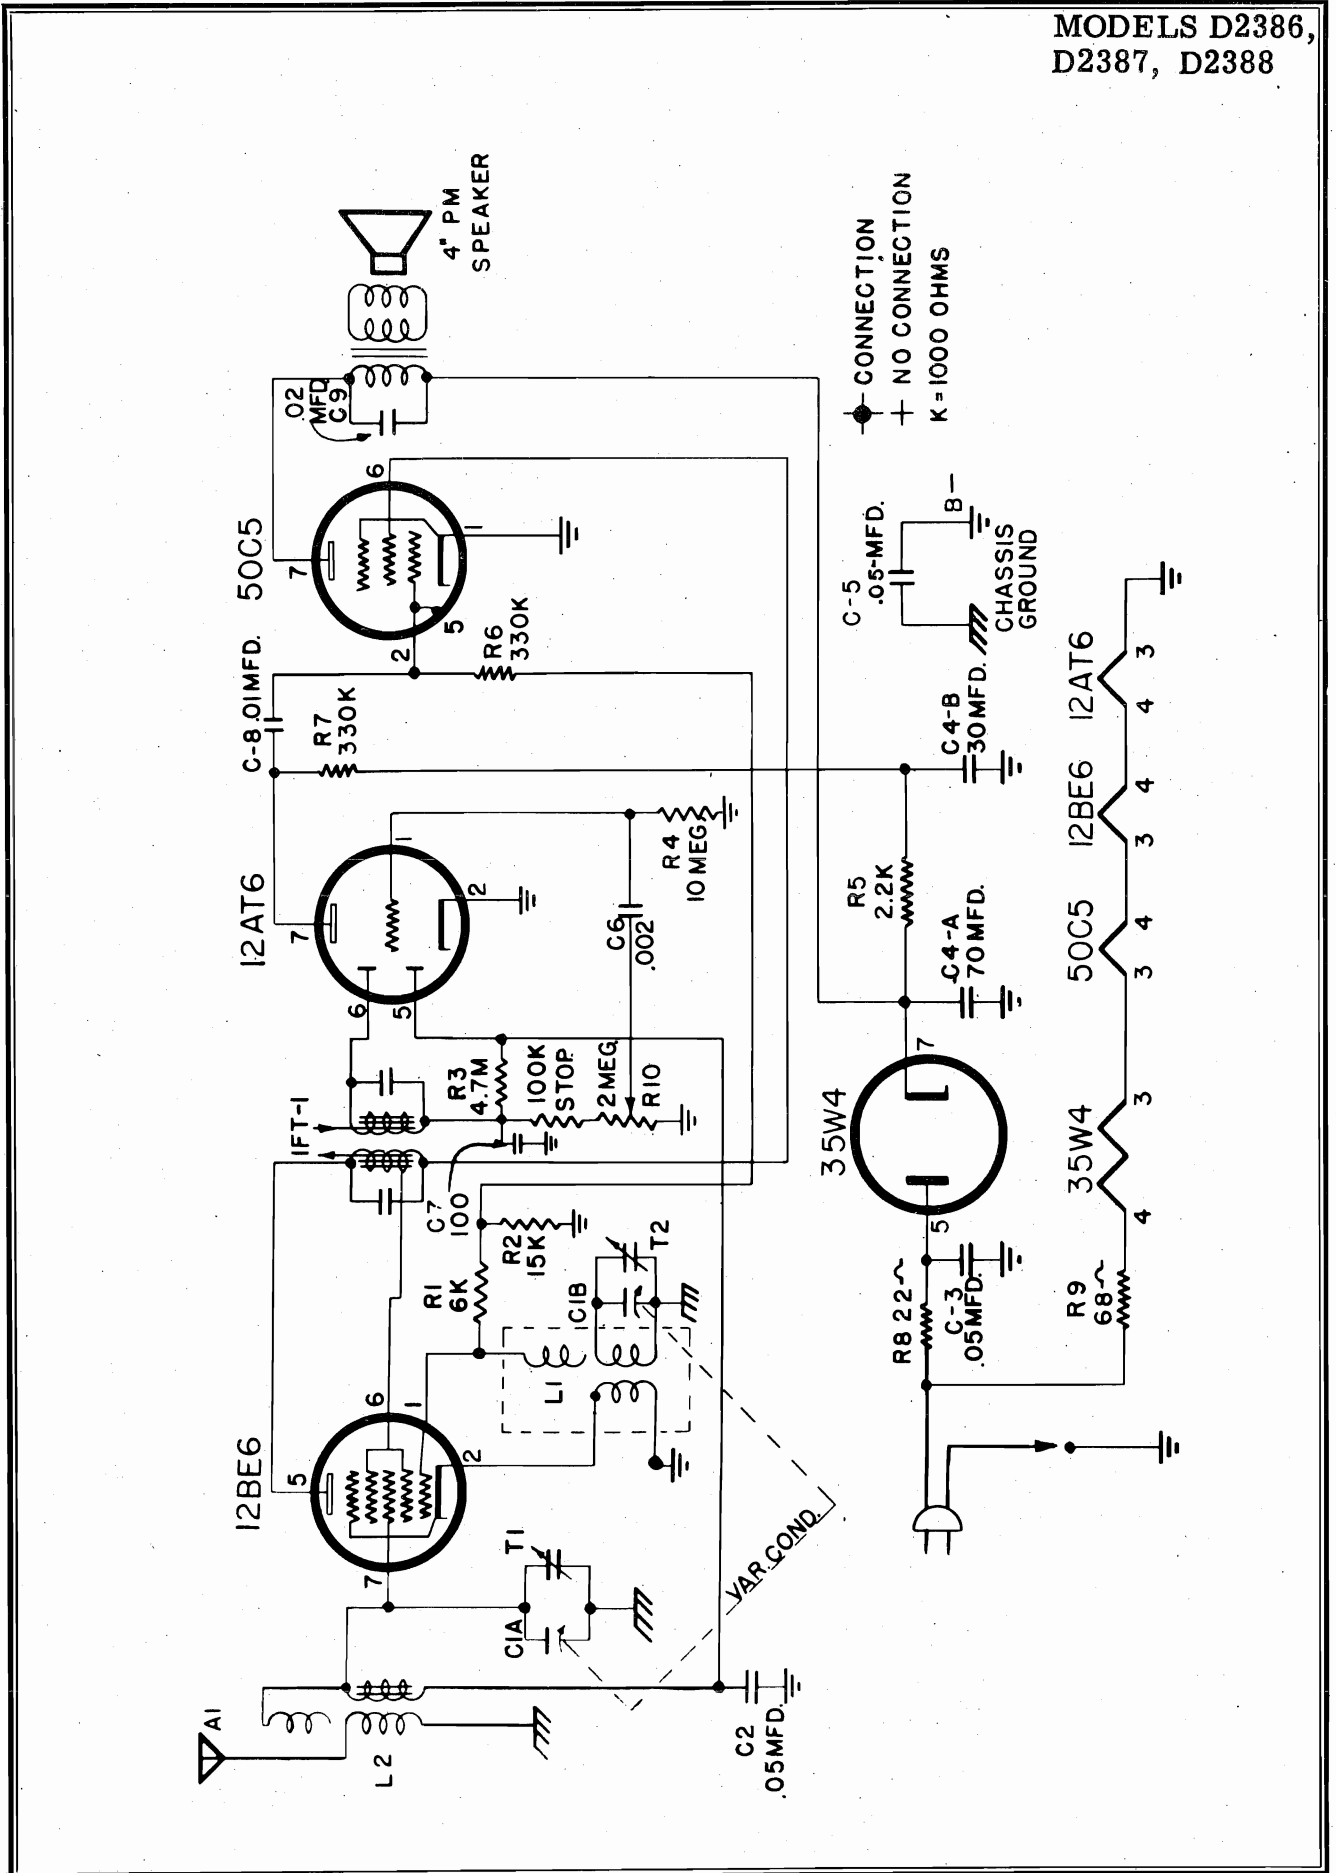 MODELS D2386,
D2387, D2388
A1
L2
C2
.05MFD.
C1A
T1
VAR. COND.
12BE6
5
7
6
1
2
L1
C1B
T2
R1
6K
R2
15K
C7
100
IFT-1
R3
4.7M
100K
STOP.
2MEG.
R10
12AT6
7
6
5
1
2
C6
.002
R4
10MEG.
C-8 .01MFD.
R7
330K
R6
330K
50C5
7
2
5
6
1
.02
MFD.
C9
4" PM
SPEAKER
R8 22
C-3
.05MFD.
35W4
5
7
C4-A
70MFD.
R5
2.2K
C4-B
30MFD.
C-5
.05-MFD.
CHASSIS
GROUND
B-
CONNECTION
NO CONNECTION
K=1000 OHMS
R9
68
35W4
4
3
50C5
3
4
12BE6
3
4
12AT6
4
3